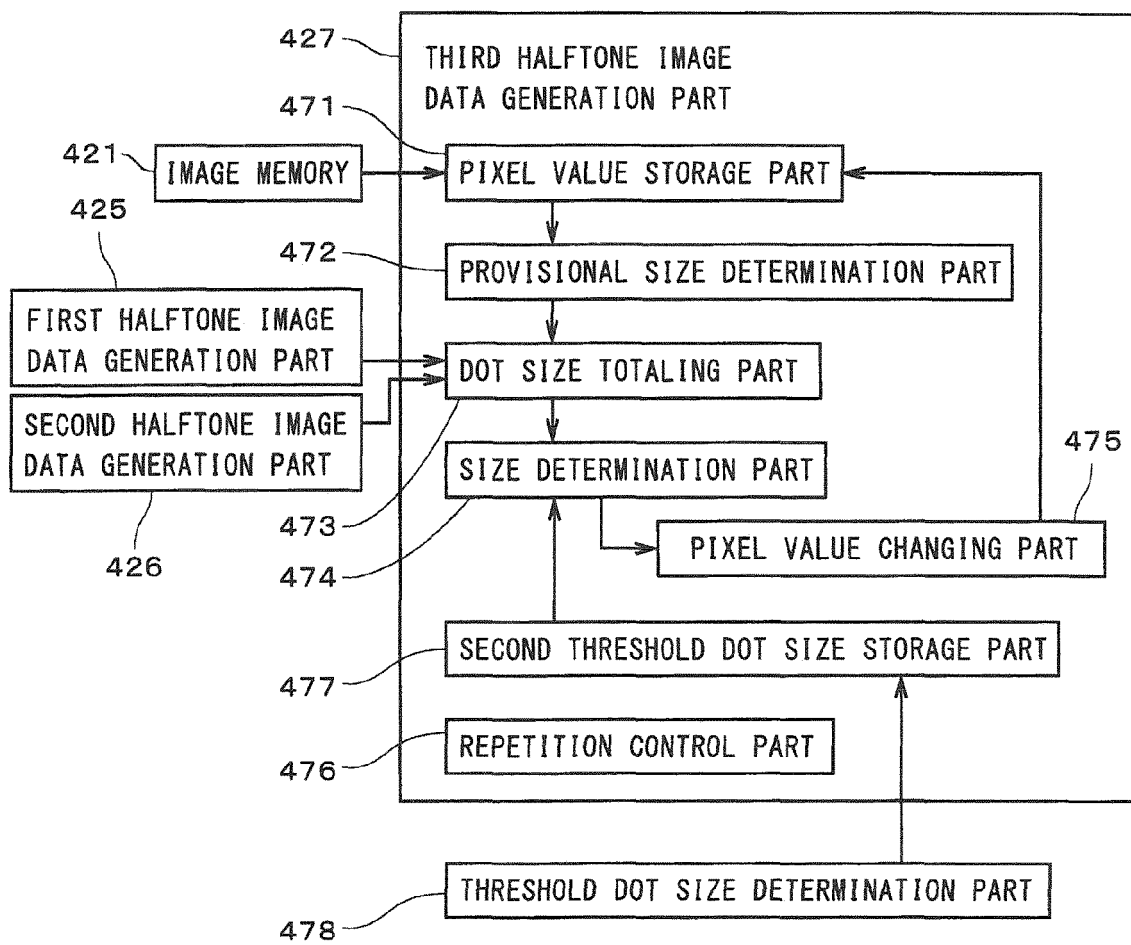 427
THIRD HALFTONE IMAGE
DATA GENERATION PART
471
421
IMAGE MEMORY
PIXEL VALUE STORAGE PART
425
472
PROVISIONAL SIZE DETERMINATION PART
FIRST HALFTONE IMAGE
DATA GENERATION PART
DOT SIZE TOTALING PART
SECOND HALFTONE IMAGE
DATA GENERATION PART
475
SIZE DETERMINATION PART
473
426
474
PIXEL VALUE CHANGING PART
SECOND THRESHOLD DOT SIZE STORAGE PART
477
REPETITION CONTROL PART
476
THRESHOLD DOT SIZE DETERMINATION PART
478